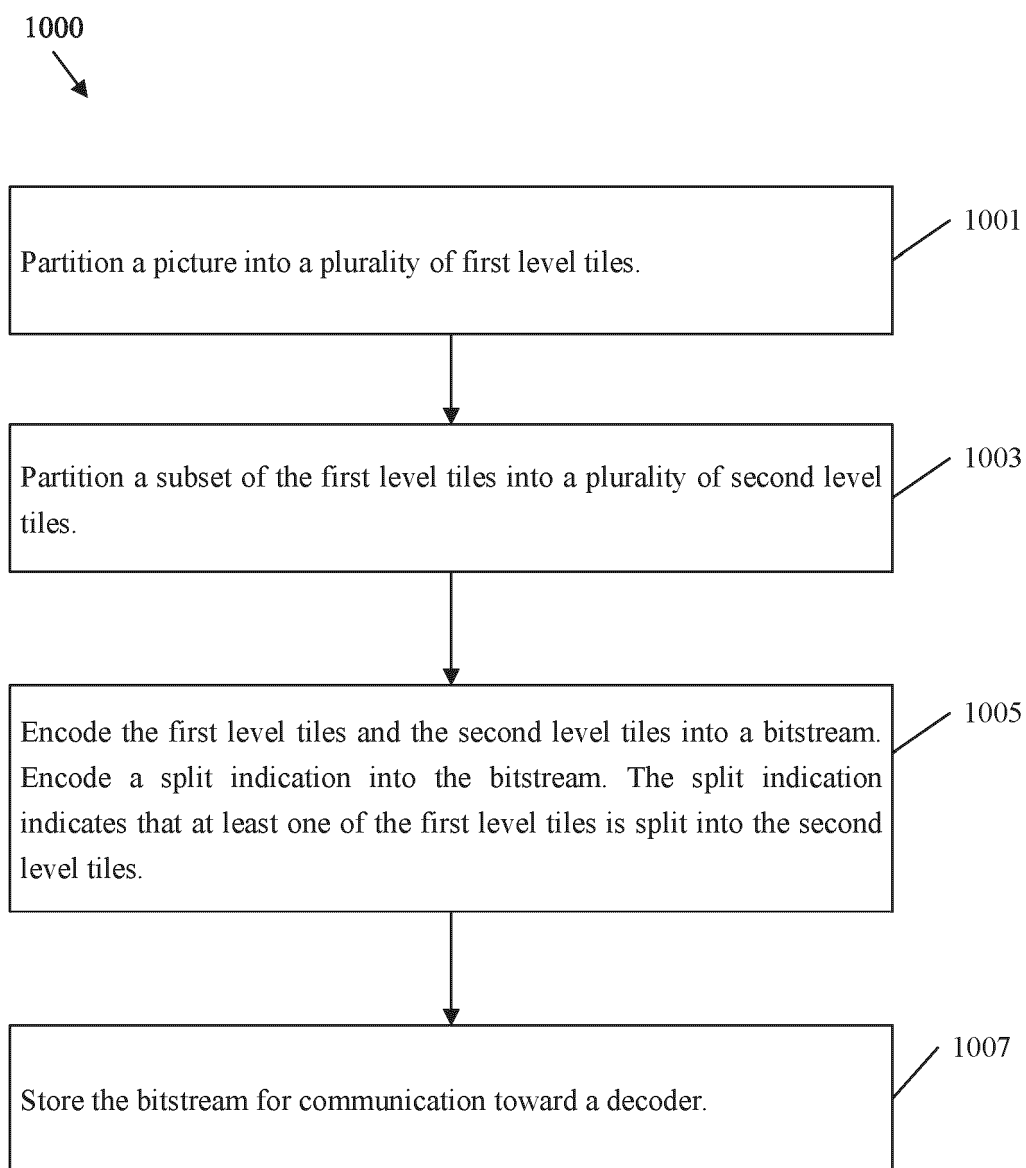 1000
1001
Partition a picture into a plurality of first level tiles.
1003
Partition a subset of the first level tiles into a plurality of second level
tiles.
1005
Encode the first level tiles and the second level tiles into a bitstream.
Encode a split indication into the bitstream. The split indication
indicates that at least one of the first level tiles is split into the second
level tiles.
1007
Store the bitstream for communication toward a decoder.